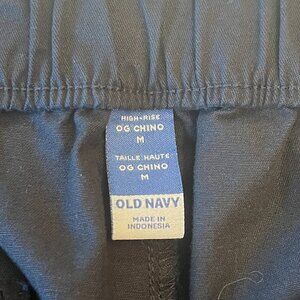 HIGH-RISE
OG CHINO
M
TAILLE HAUTE
OG CHINO
M
OLD NAVY
MADE IN
INDONESIA